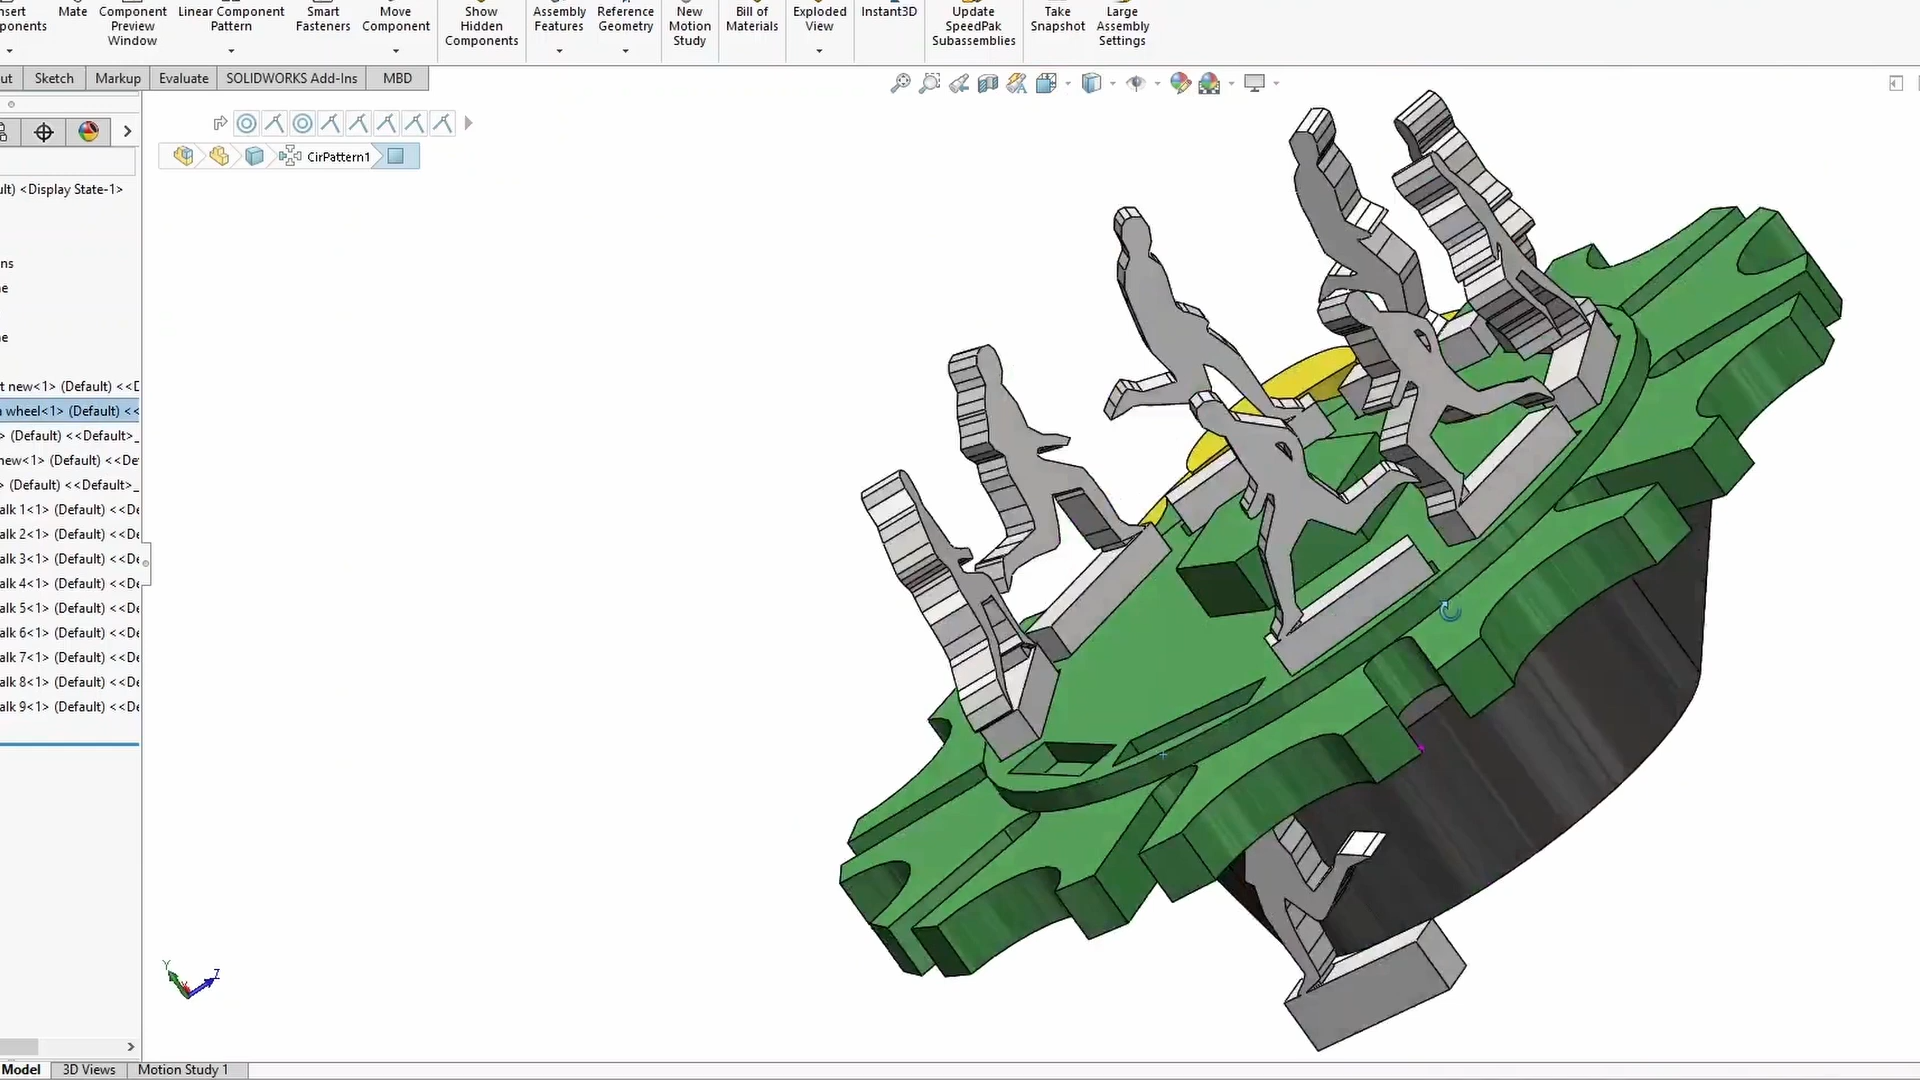 nsert Mate Component Linear Component Smart Move Show Assembly Reference New Bill of Exploded Instant3D Update Take Large
ponents Preview Pattern Fasteners Component Hidden Features Geometry Motion Materials View SpeedPak Snapshot Assembly
Window Components Study Subassemblies Settings
ut Sketch Markup Evaluate SOLIDWORKS Add-Ins MBD
CirPattern1
ult) <Display State-1>
ns
e
e
t new<1> (Default) <<D
n wheel<1> (Default) <<
> (Default) <<Default>_
new<1> (Default) <<De
> (Default) <<Default>_
alk 1<1> (Default) <<De
alk 2<1> (Default) <<De
alk 3<1> (Default) <<De
alk 4<1> (Default) <<De
alk 5<1> (Default) <<De
alk 6<1> (Default) <<De
alk 7<1> (Default) <<De
alk 8<1> (Default) <<De
alk 9<1> (Default) <<De
Y Z
Model 3D Views Motion Study 1